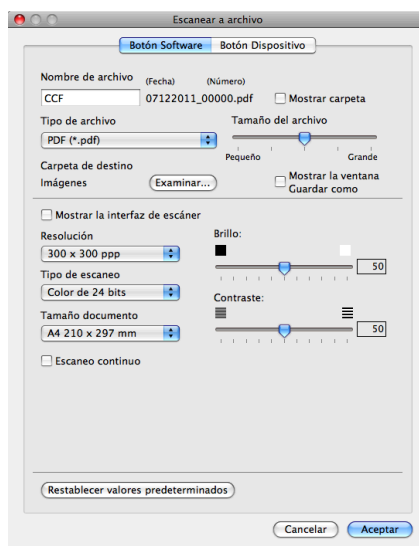 Escanear a archivo
Botón Software Botón Dispositivo
Nombre de archivo (Fecha) (Número)
CCF 07122011_00000.pdf Mostrar carpeta
Tipo de archivo Tamaño del archivo
PDF (*.pdf)
Pequeño Grande
Carpeta de destino
Imágenes Examinar... Mostrar la ventana
Guardar como
Mostrar la interfaz de escáner
Resolución Brillo:
300 x 300 ppp
50
Tipo de escaneo
Color de 24 bits
Contraste:
Tamaño documento
A4 210 x 297 mm 50
Escaneo continuo
Restablecer valores predeterminados
Cancelar Aceptar